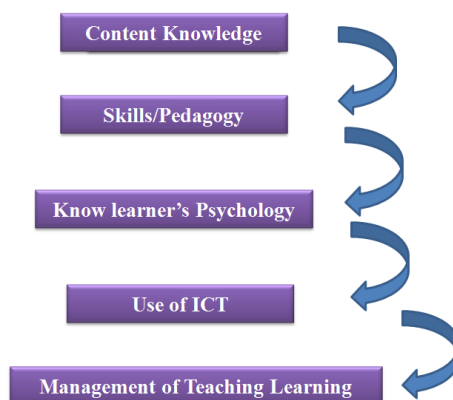 Content Knowledge
Skills/Pedagogy
Know learner's Psychology
Use of ICT
Management of Teaching Learning